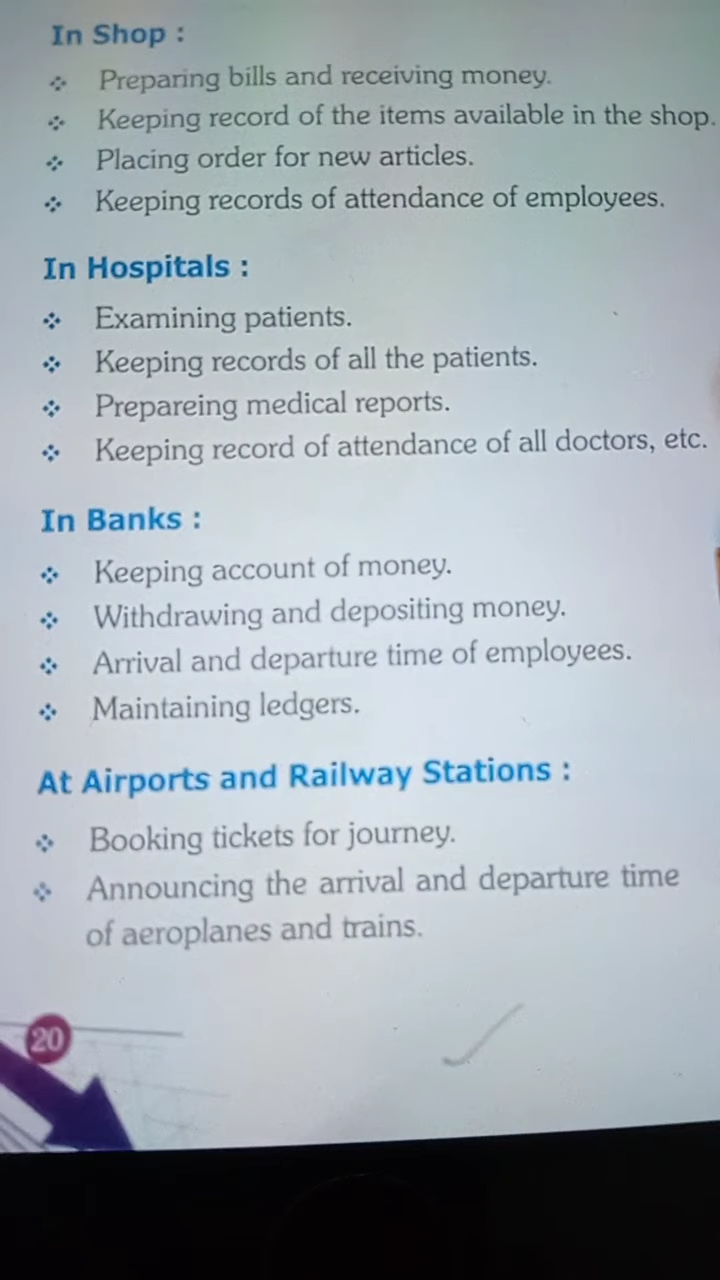 In Shop :
❖ Preparing bills and receiving money.
❖ Keeping record of the items available in the shop.
❖ Placing order for new articles.
❖ Keeping records of attendance of employees.
In Hospitals :
❖ Examining patients.
❖ Keeping records of all the patients.
❖ Prepareing medical reports.
❖ Keeping record of attendance of all doctors, etc.
In Banks :
❖ Keeping account of money.
❖ Withdrawing and depositing money.
❖ Arrival and departure time of employees.
❖ Maintaining ledgers.
At Airports and Railway Stations :
❖ Booking tickets for journey.
❖ Announcing the arrival and departure time
of aeroplanes and trains.
20